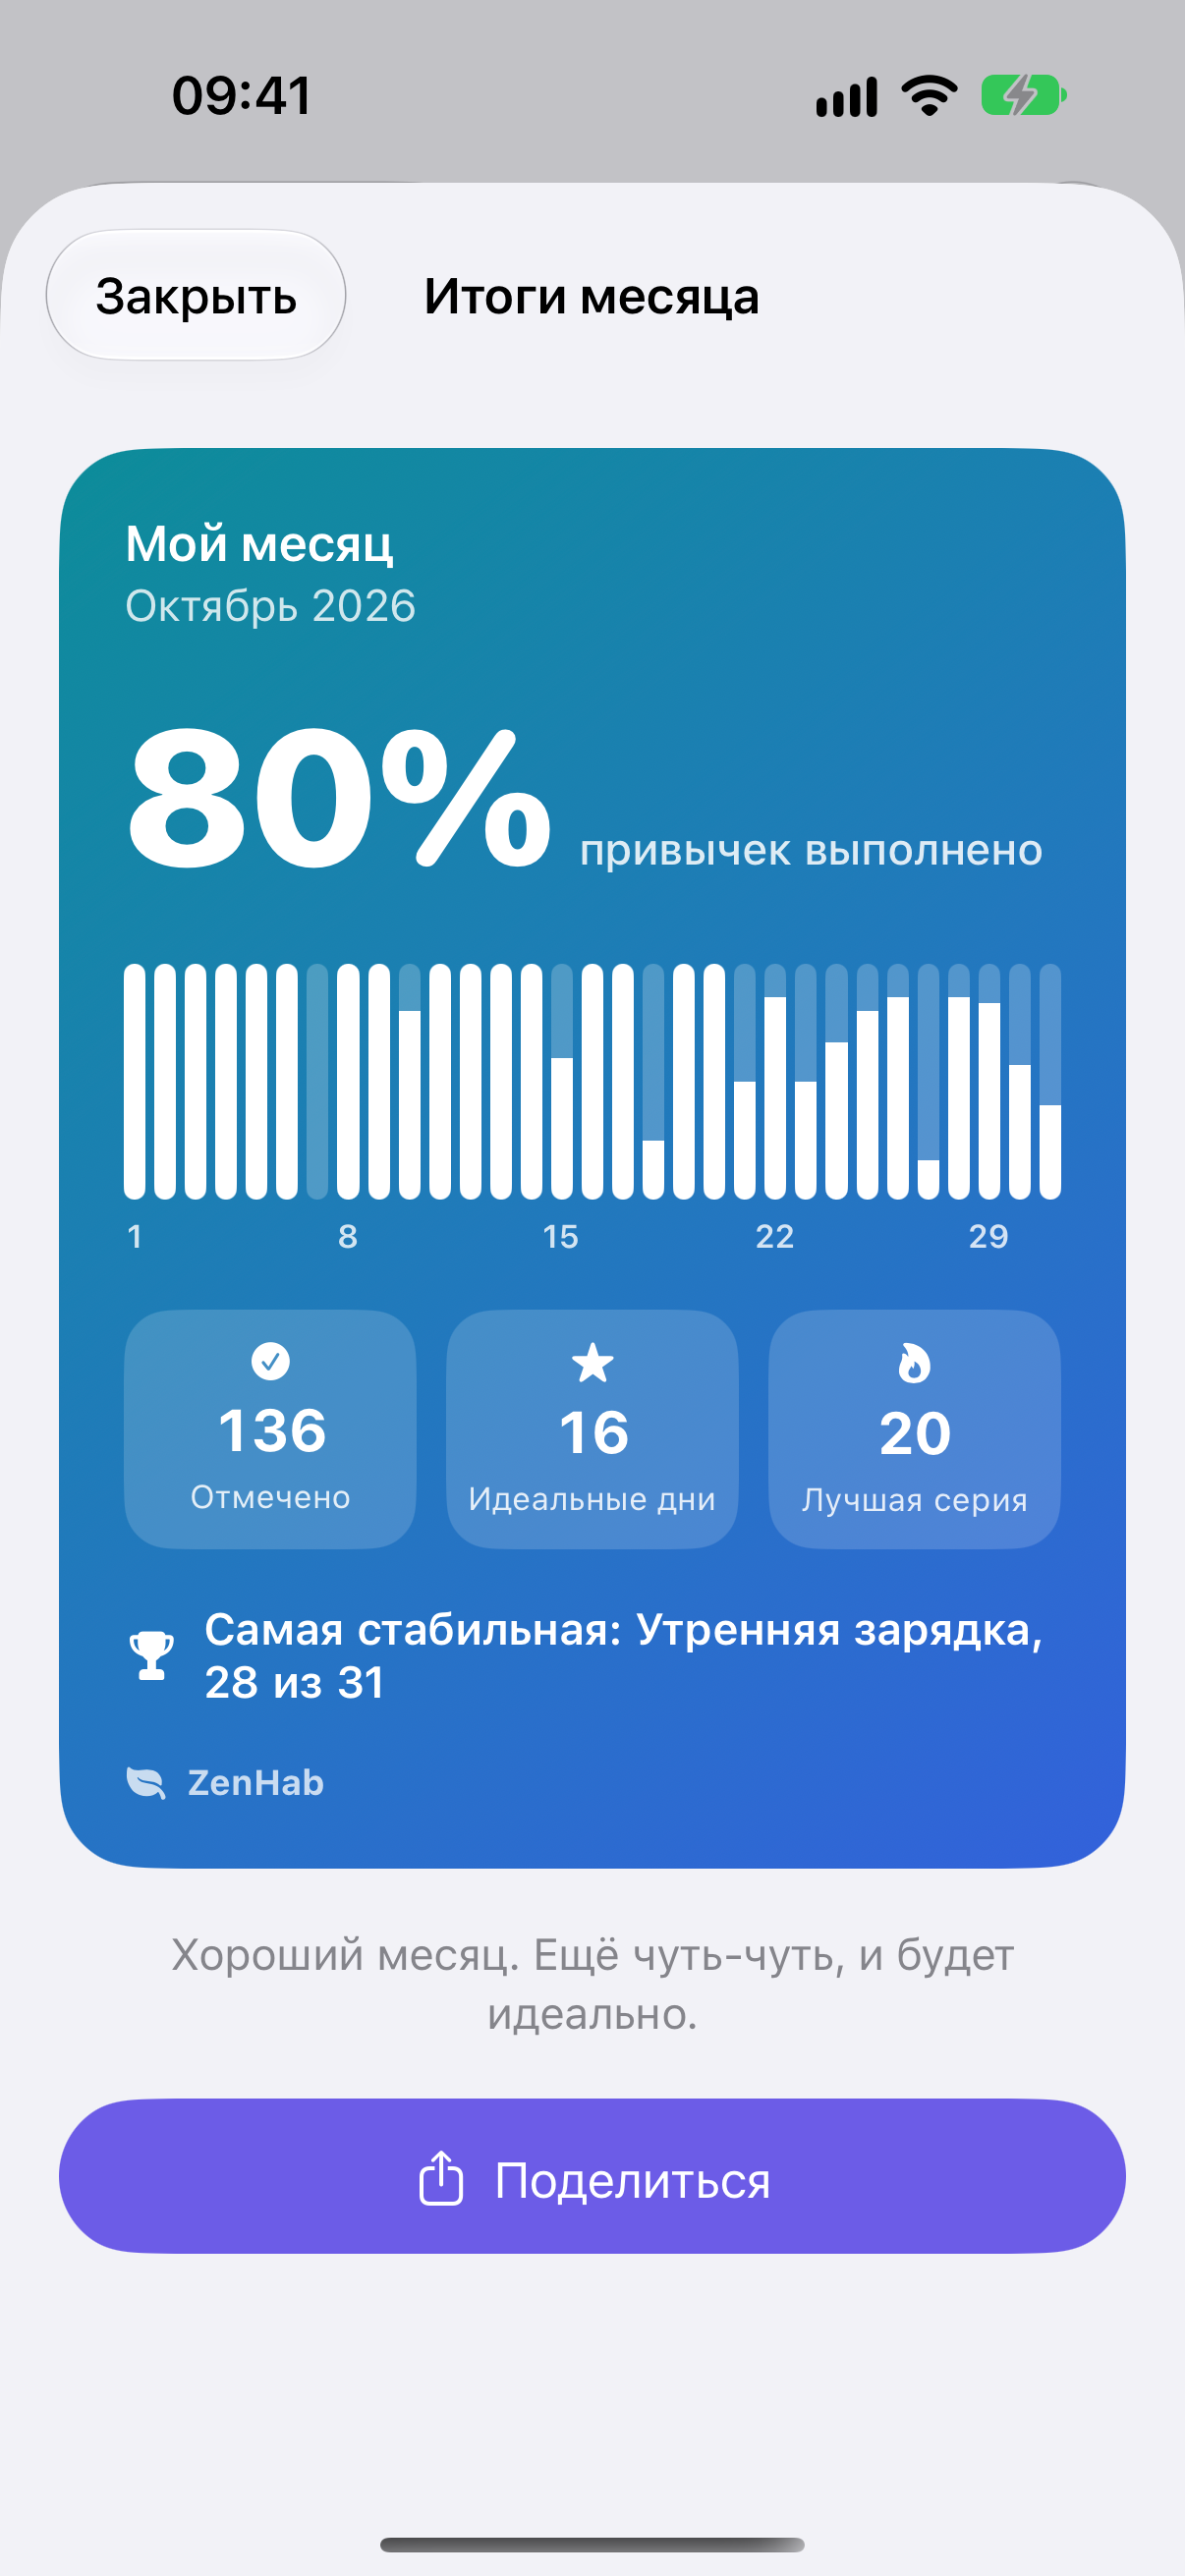 09:41
Закрыть
Итоги месяца
Мой месяц
Октябрь 2026
80% привычек выполнено
1 8 15 22 29
136
Отмечено
16
Идеальные дни
20
Лучшая серия
Самая стабильная: Утренняя зарядка,
28 из 31
ZenHab
Хороший месяц. Ещё чуть-чуть, и будет
идеально.
Поделиться